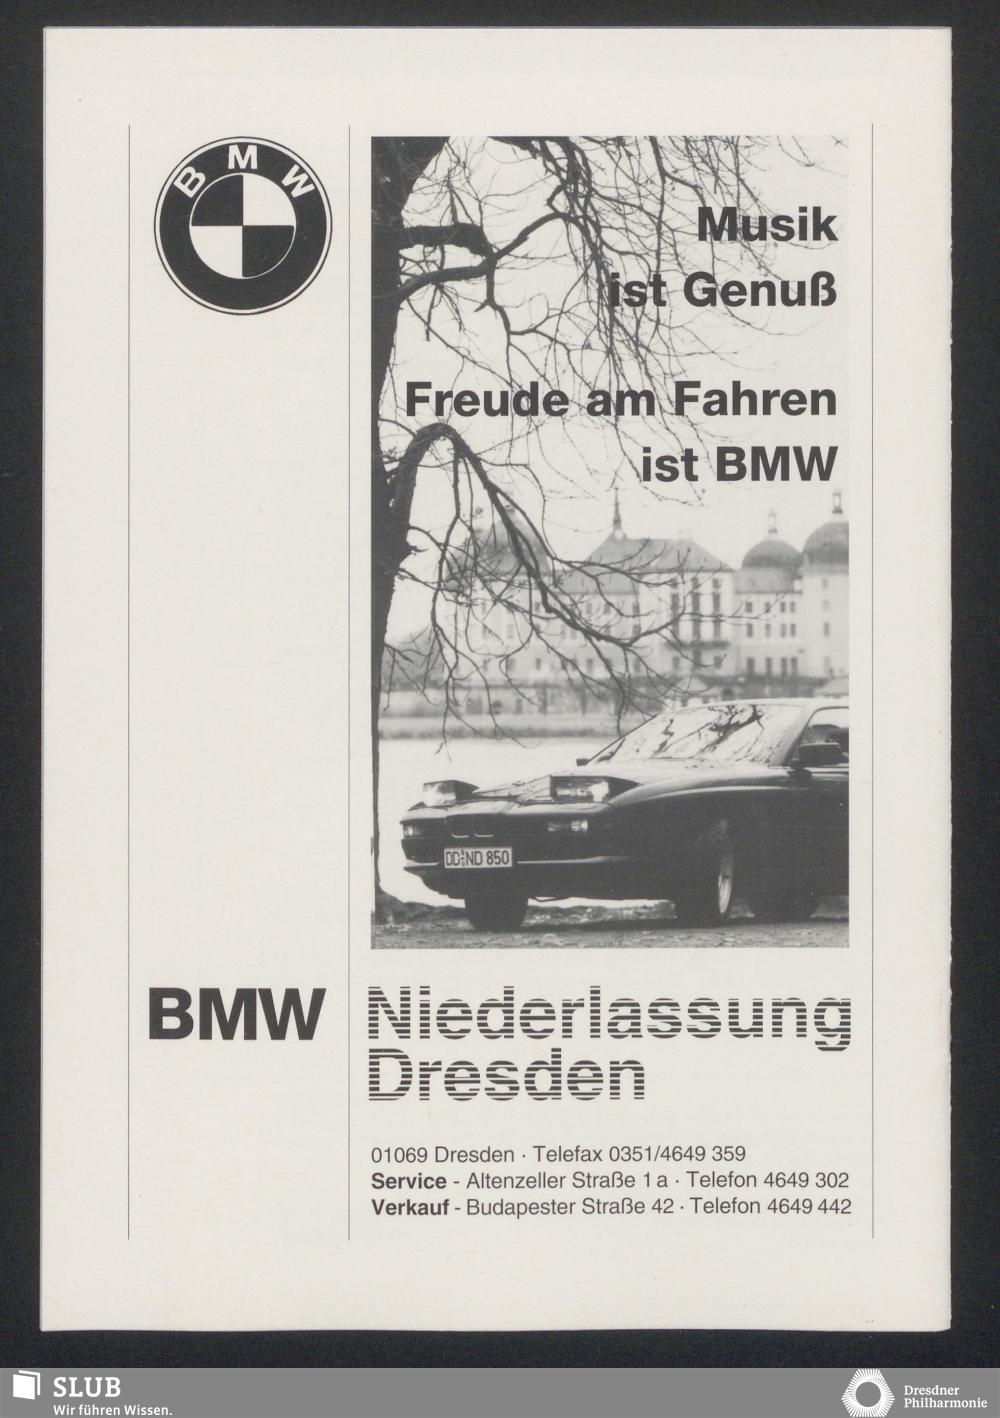 BMW
Musik
ist Genuß
Freude am Fahren
ist BMW
DD ND 850
BMW Niederlassung
Dresden
01069 Dresden · Telefax 0351/4649 359
Service - Altenzeller Straße 1a · Telefon 4649 302
Verkauf - Budapester Straße 42 · Telefon 4649 442
SLUB
Wir führen Wissen.
Dresdner
Philharmonie